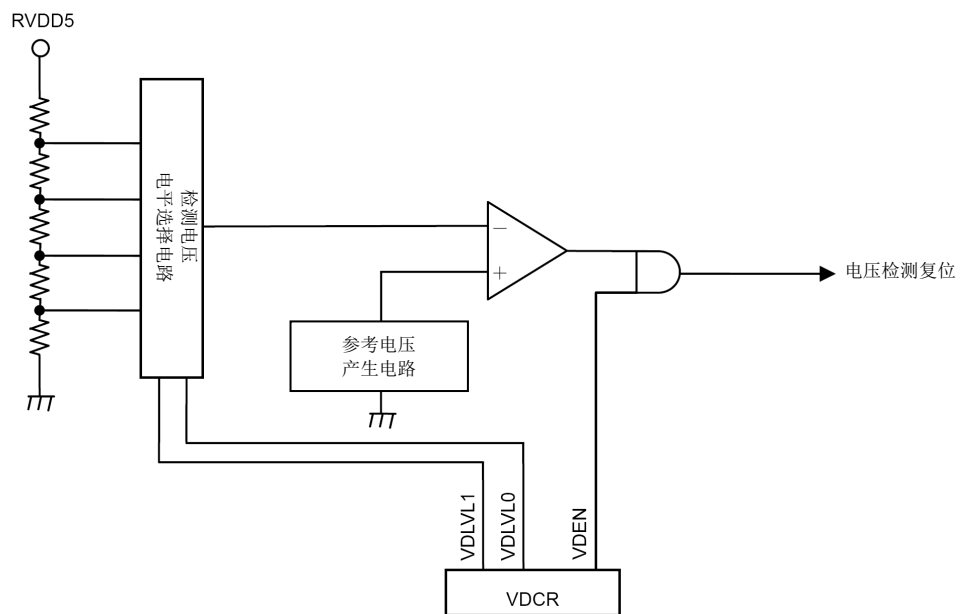 RVDD5
检测电压
电平选择电路
−
+
参考电压
产生电路
电压检测复位
VDLVL1
VDLVL0
VDEN
VDCR